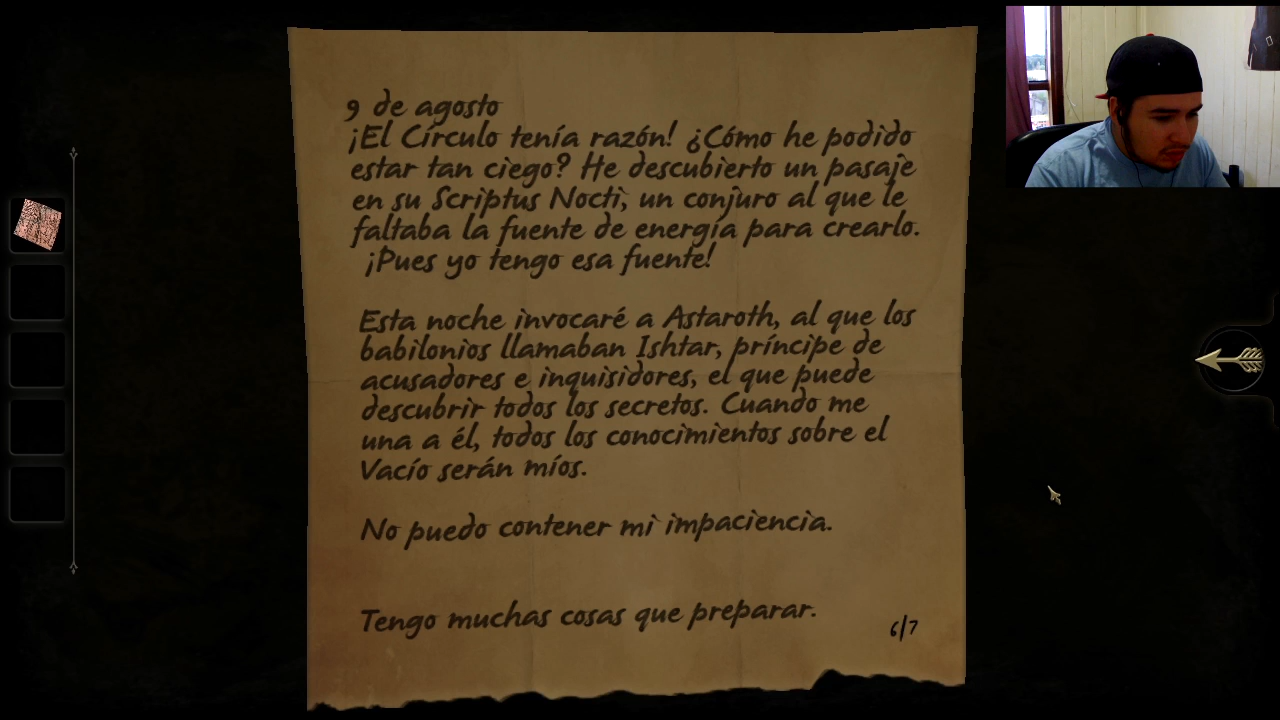 9 de agosto
¡El Círculo tenía razón! ¿Cómo he podido
estar tan ciego? He descubierto un pasaje
en su Scriptus Nocti, un conjuro al que le
faltaba la fuente de energía para crearlo.
¡Pues yo tengo esa fuente!
Esta noche invocaré a Astaroth, al que los
babilonios llamaban Ishtar, príncipe de
acusadores e inquisidores, el que puede
descubrir todos los secretos. Cuando me
una a él, todos los conocimientos sobre el
Vacío serán míos.
No puedo contener mi impaciencia.
Tengo muchas cosas que preparar.
6/7